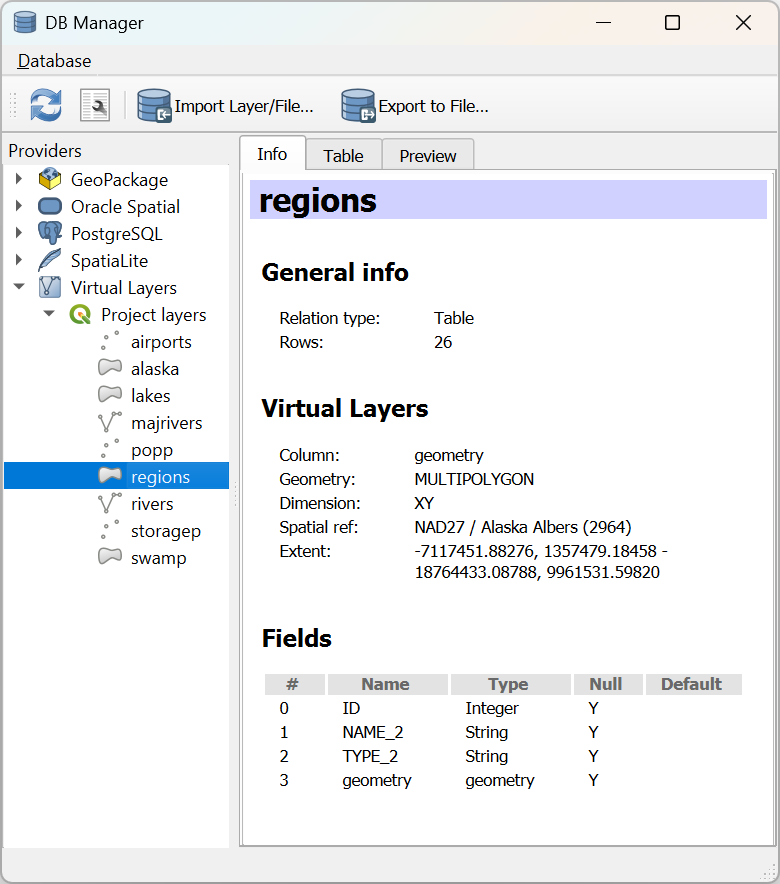 DB Manager
Database
Import Layer/File... Export to File...
Providers
GeoPackage
Oracle Spatial
PostgreSQL
SpatiaLite
Virtual Layers
Project layers
airports
alaska
lakes
majrivers
popp
regions
rivers
storagep
swamp
Info Table Preview
regions
General info
Relation type: Table
Rows: 26
Virtual Layers
Column: geometry
Geometry: MULTIPOLYGON
Dimension: XY
Spatial ref: NAD27 / Alaska Albers (2964)
Extent: -7117451.88276, 1357479.18458 -
18764433.08788, 9961531.59820
Fields
# Name Type Null Default
0 ID Integer Y
1 NAME_2 String Y
2 TYPE_2 String Y
3 geometry geometry Y